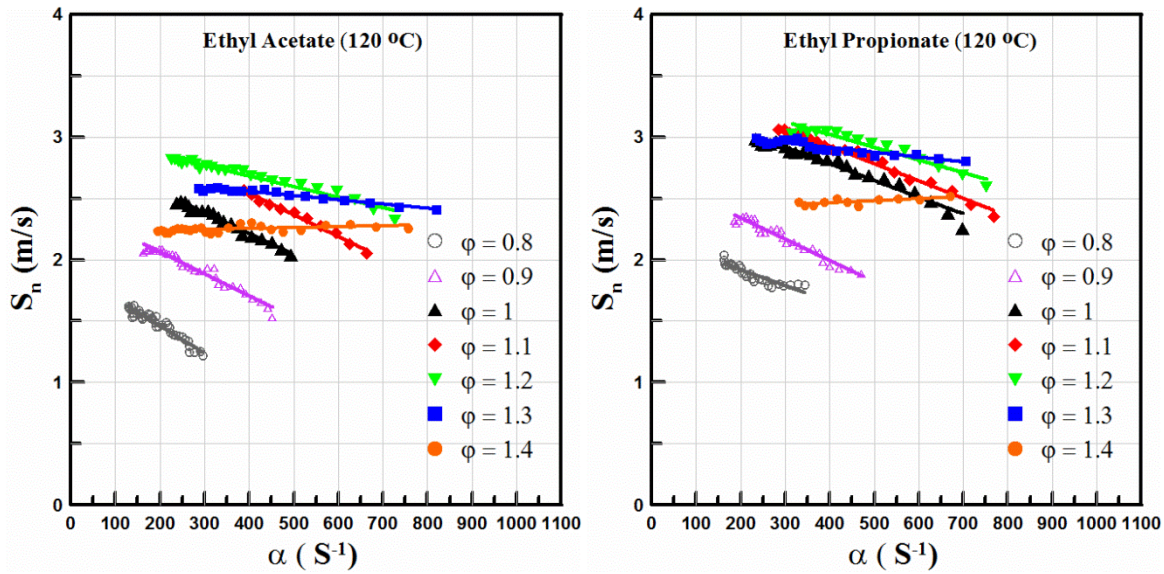 Ethyl Acetate (120 ºC)
4
3
2
1
0
Sn (m/s)
φ = 0.8
φ = 0.9
φ = 1
φ = 1.1
φ = 1.2
φ = 1.3
φ = 1.4
0 100 200 300 400 500 600 700 800 900 1000 1100
α ( S-1)
Ethyl Propionate (120 ºC)
4
3
2
1
0
Sn (m/s)
φ = 0.8
φ = 0.9
φ = 1
φ = 1.1
φ = 1.2
φ = 1.3
φ = 1.4
0 100 200 300 400 500 600 700 800 900 1000 1100
α ( S-1)